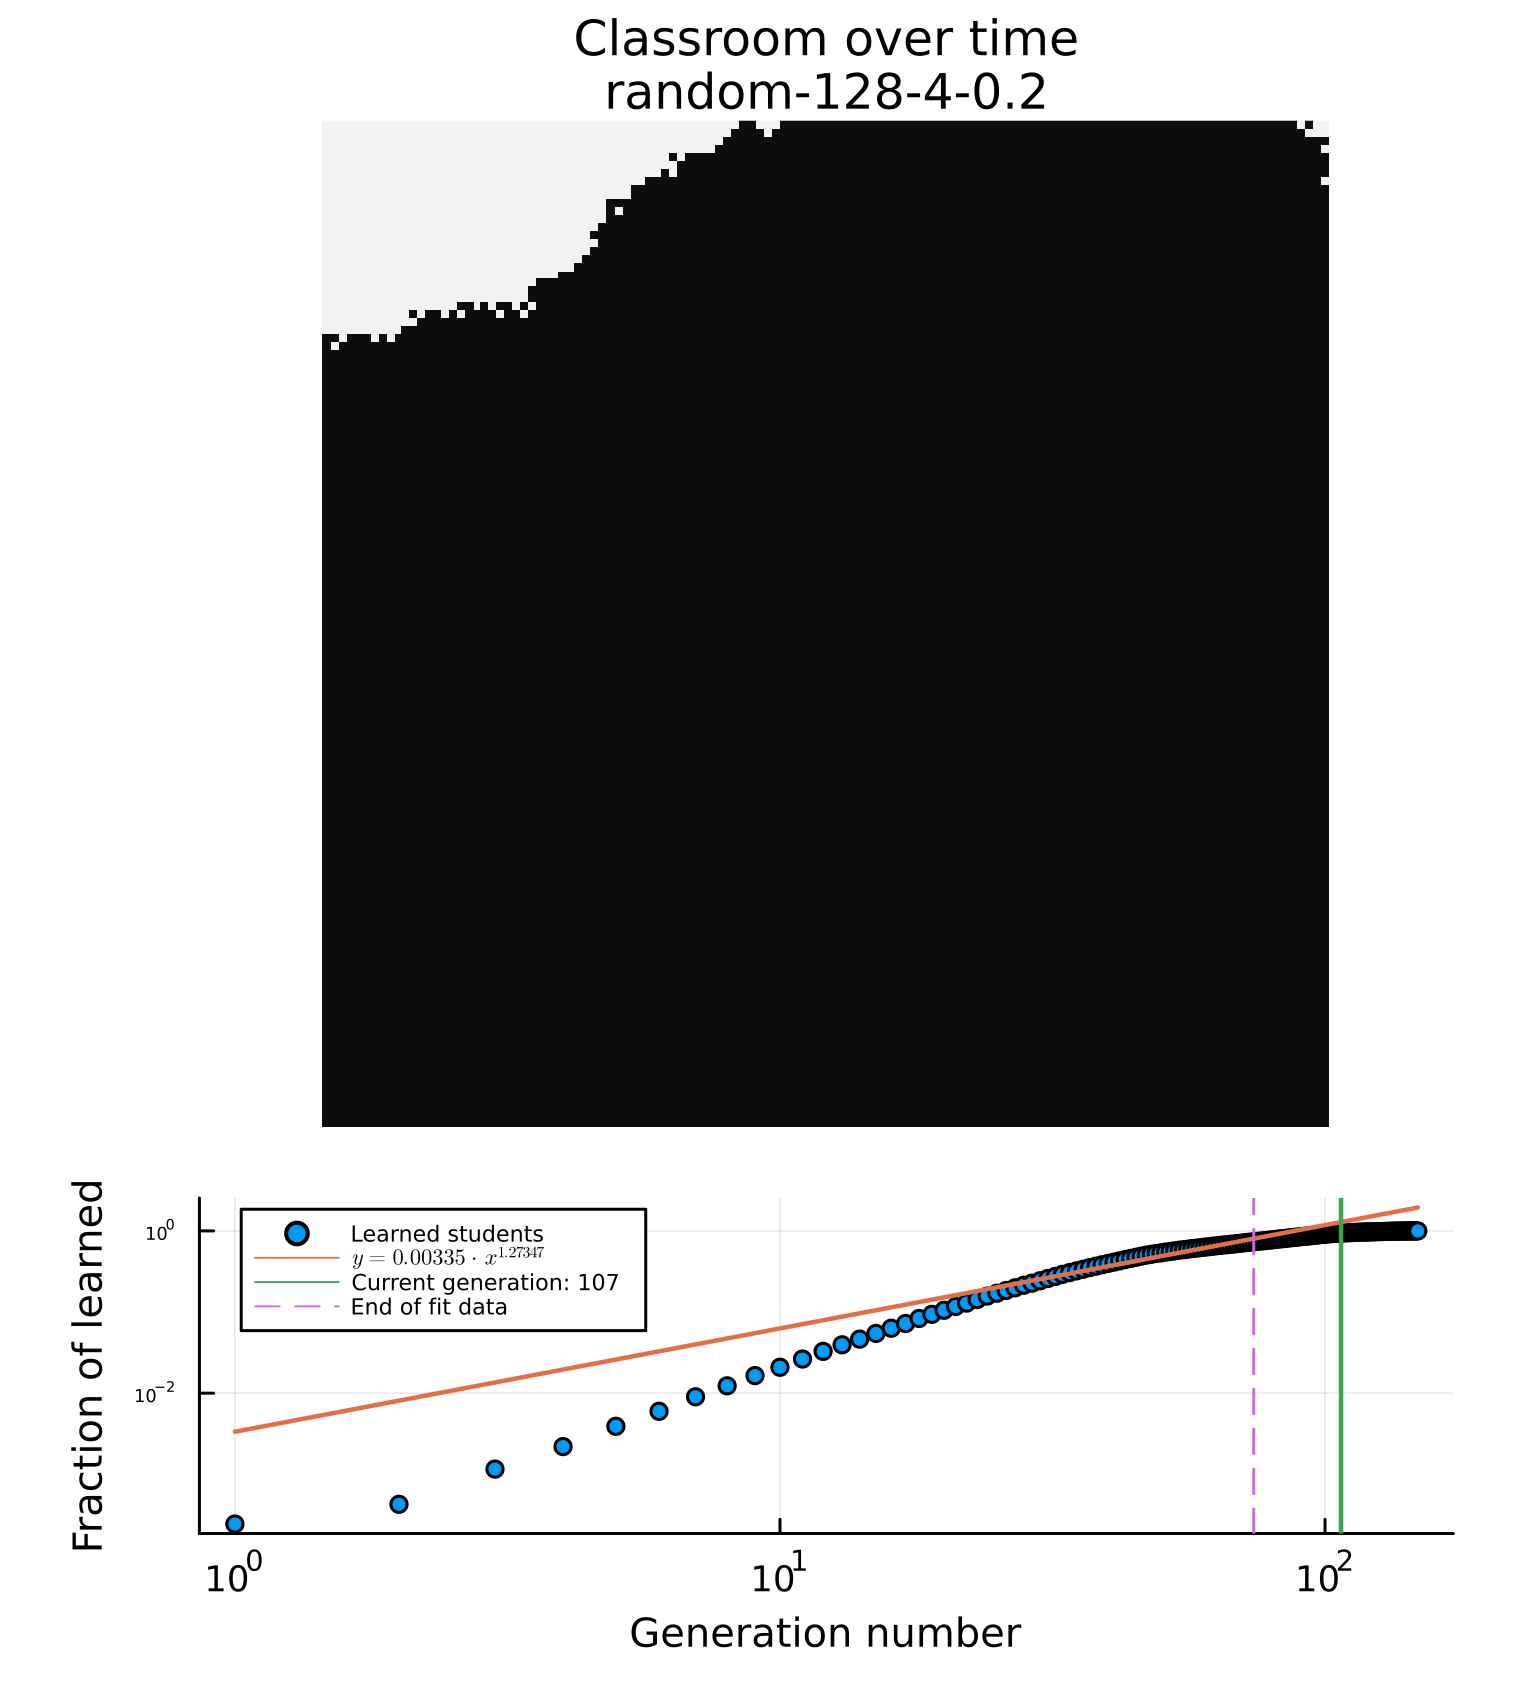 Classroom over time
random-128-4-0.2
Fraction of learned
10^0
10^-2
Learned students
y = 0.00335 · x^1.27347
Current generation: 107
End of fit data
10^0 10^1 10^2
Generation number